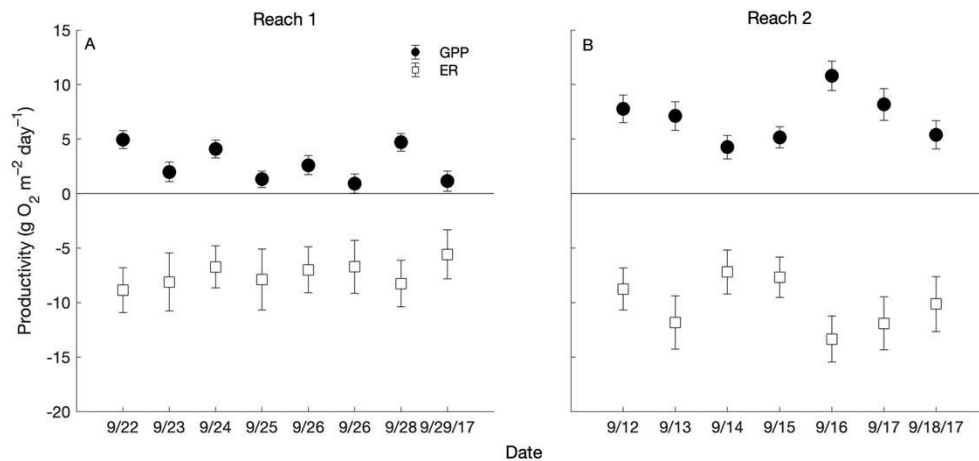 Reach 1
Reach 2
A
GPP
ER
B
Productivity (g O₂ m⁻² day⁻¹)
15
10
5
0
-5
-10
-15
-20
9/22 9/23 9/24 9/25 9/26 9/26 9/28 9/29/17
9/12 9/13 9/14 9/15 9/16 9/17 9/18/17
Date